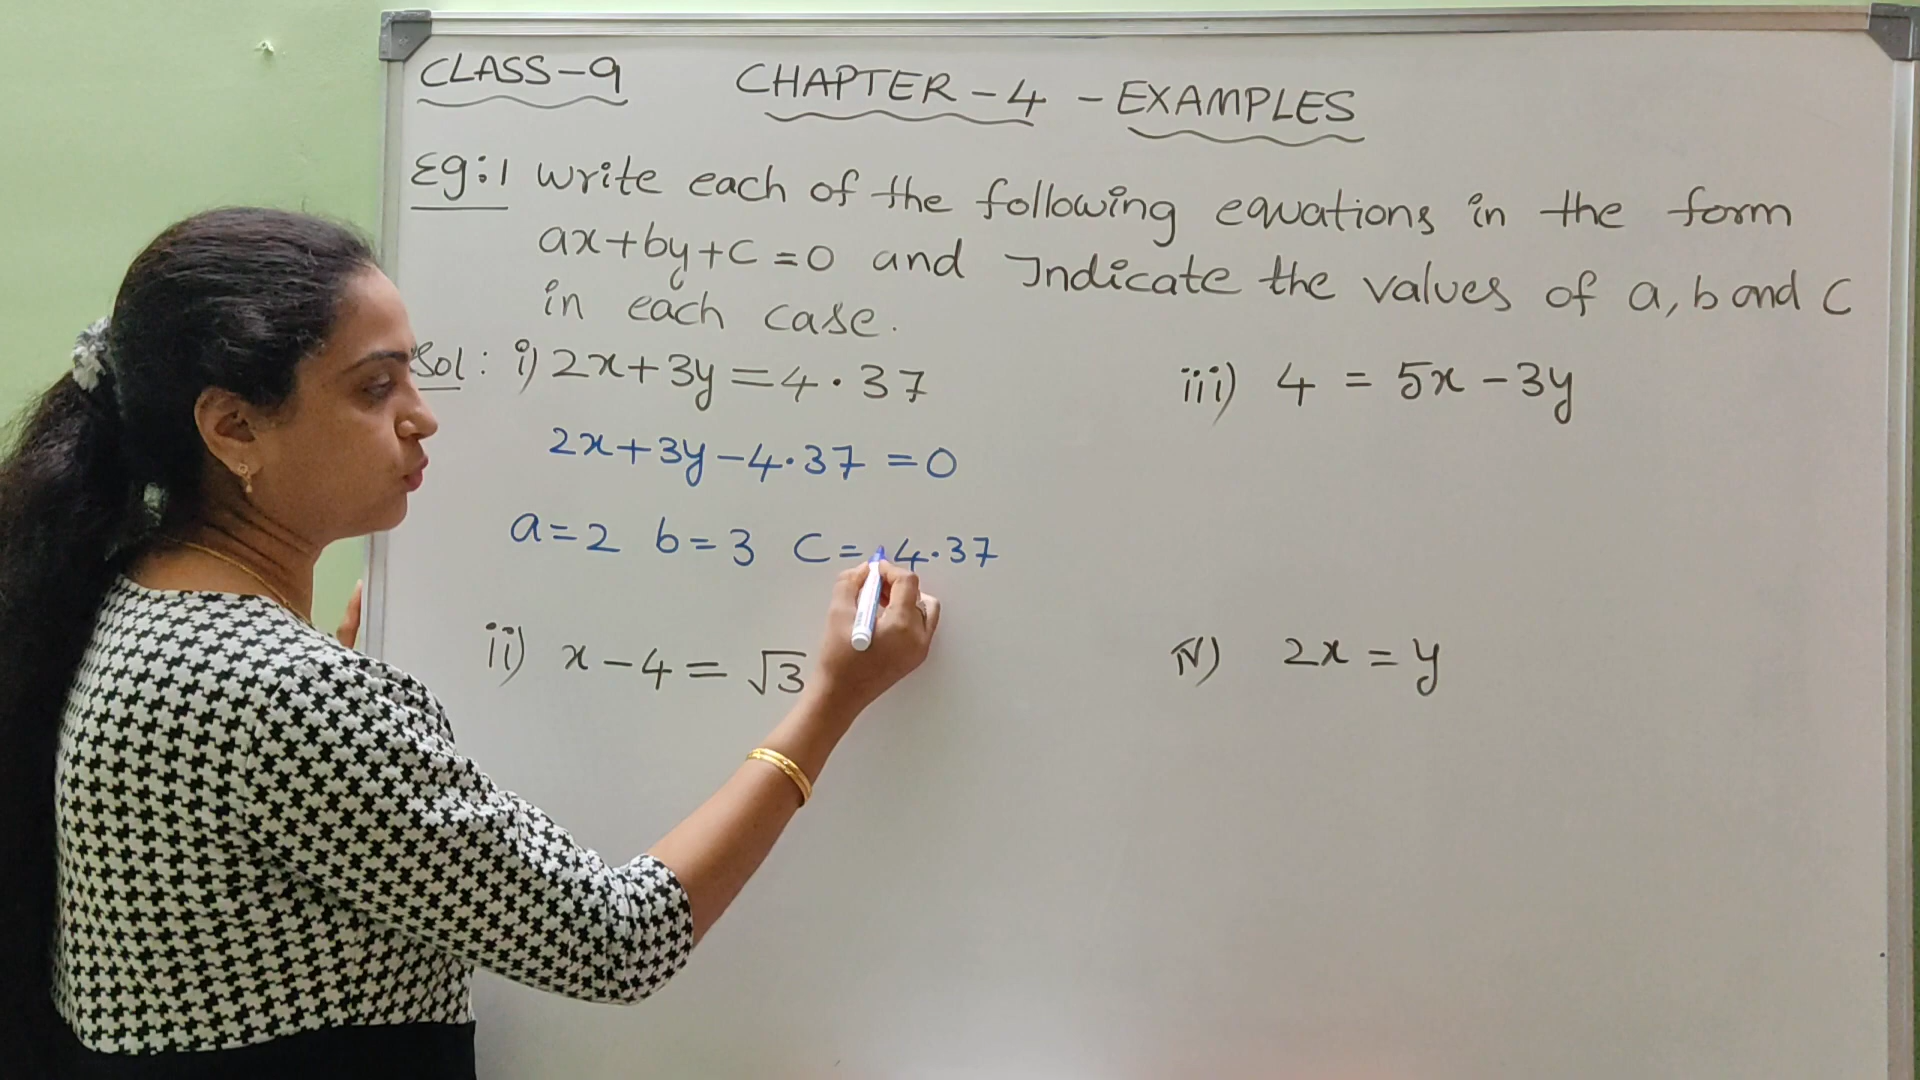 CLASS-9 CHAPTER-4 - EXAMPLES
Eg:1 Write each of the following equations in the form
ax+by+c=0 and Indicate the values of a, b and c
in each case.
Sol: i) 2x+3y=4.37
2x+3y-4.37=0
a=2 b=3 c=-4.37
ii) x-4=√3
iii) 4 = 5x-3y
iv) 2x=y